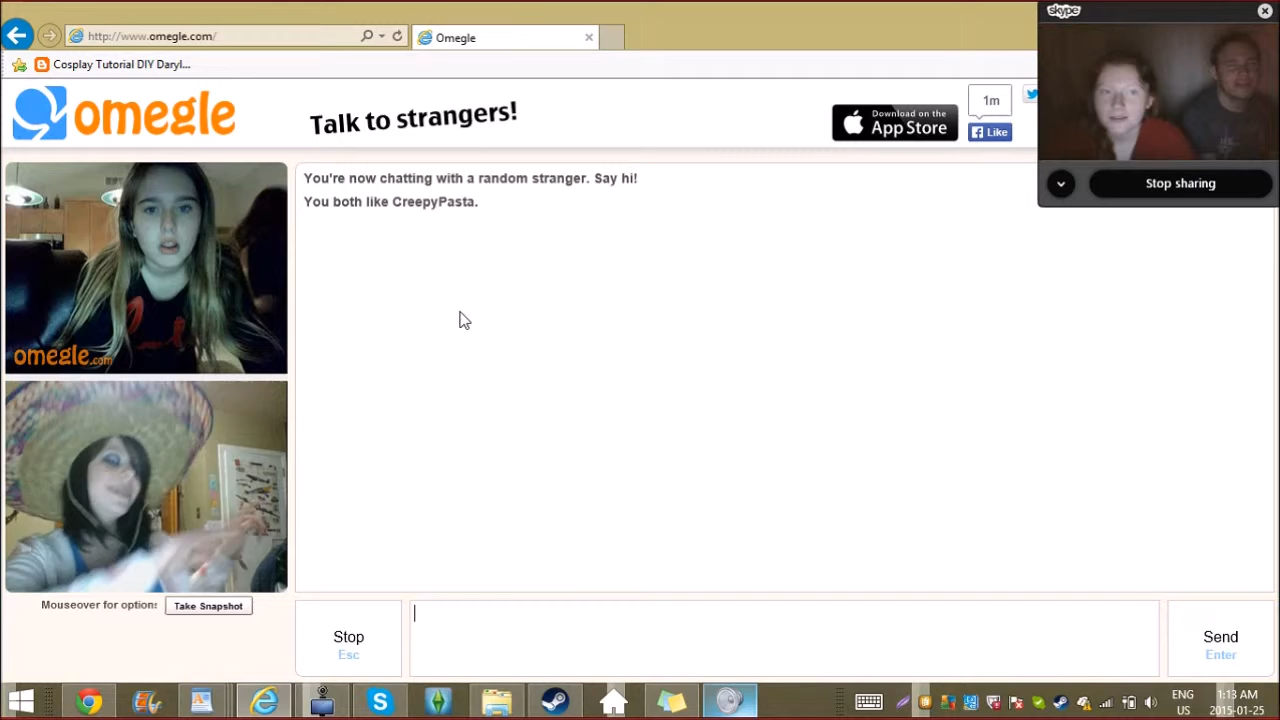 http://www.omegle.com/
Omegle
skype
Cosplay Tutorial DIY Daryl...
omegle
Talk to strangers!
Download on the
App Store
1m
Like
Stop sharing
You're now chatting with a random stranger. Say hi!
You both like CreepyPasta.
omegle.com
Mouseover for options
Take Snapshot
Stop
Esc
Send
Enter
ENG
US
1:13 AM
2015-01-25